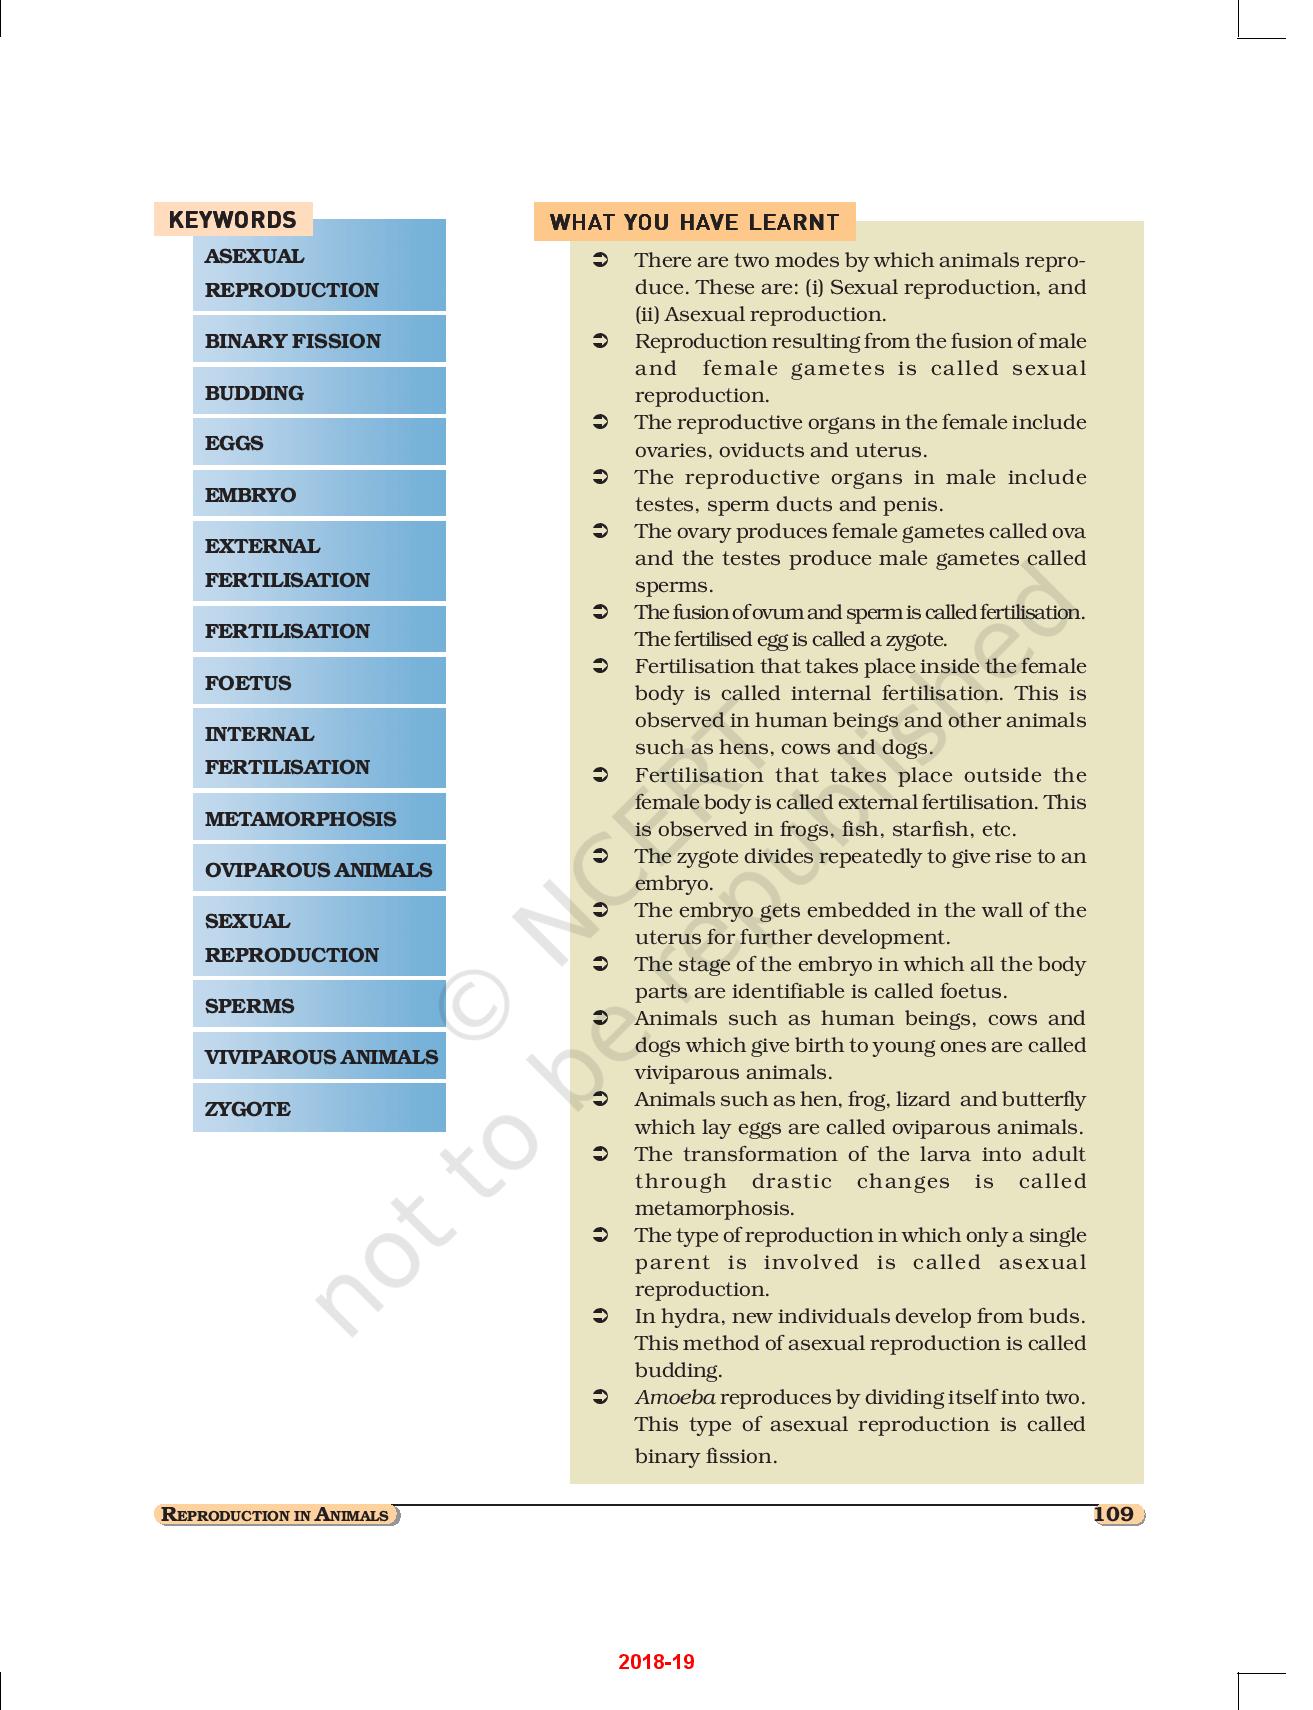 KEYWORDS
ASEXUAL
REPRODUCTION
BINARY FISSION
BUDDING
EGGS
EMBRYO
EXTERNAL
FERTILISATION
FERTILISATION
FOETUS
INTERNAL
FERTILISATION
METAMORPHOSIS
OVIPAROUS ANIMALS
SEXUAL
REPRODUCTION
SPERMS
VIVIPAROUS ANIMALS
ZYGOTE
WHAT YOU HAVE LEARNT
➲ There are two modes by which animals repro-
duce. These are: (i) Sexual reproduction, and
(ii) Asexual reproduction.
➲ Reproduction resulting from the fusion of male
and female gametes is called sexual
reproduction.
➲ The reproductive organs in the female include
ovaries, oviducts and uterus.
➲ The reproductive organs in male include
testes, sperm ducts and penis.
➲ The ovary produces female gametes called ova
and the testes produce male gametes called
sperms.
➲ The fusion of ovum and sperm is called fertilisation.
The fertilised egg is called a zygote.
➲ Fertilisation that takes place inside the female
body is called internal fertilisation. This is
observed in human beings and other animals
such as hens, cows and dogs.
➲ Fertilisation that takes place outside the
female body is called external fertilisation. This
is observed in frogs, fish, starfish, etc.
➲ The zygote divides repeatedly to give rise to an
embryo.
➲ The embryo gets embedded in the wall of the
uterus for further development.
➲ The stage of the embryo in which all the body
parts are identifiable is called foetus.
➲ Animals such as human beings, cows and
dogs which give birth to young ones are called
viviparous animals.
➲ Animals such as hen, frog, lizard and butterfly
which lay eggs are called oviparous animals.
➲ The transformation of the larva into adult
through drastic changes is called
metamorphosis.
➲ The type of reproduction in which only a single
parent is involved is called asexual
reproduction.
➲ In hydra, new individuals develop from buds.
This method of asexual reproduction is called
budding.
➲ Amoeba reproduces by dividing itself into two.
This type of asexual reproduction is called
binary fission.
© NCERT
not to be republished
REPRODUCTION IN ANIMALS
109
2018-19